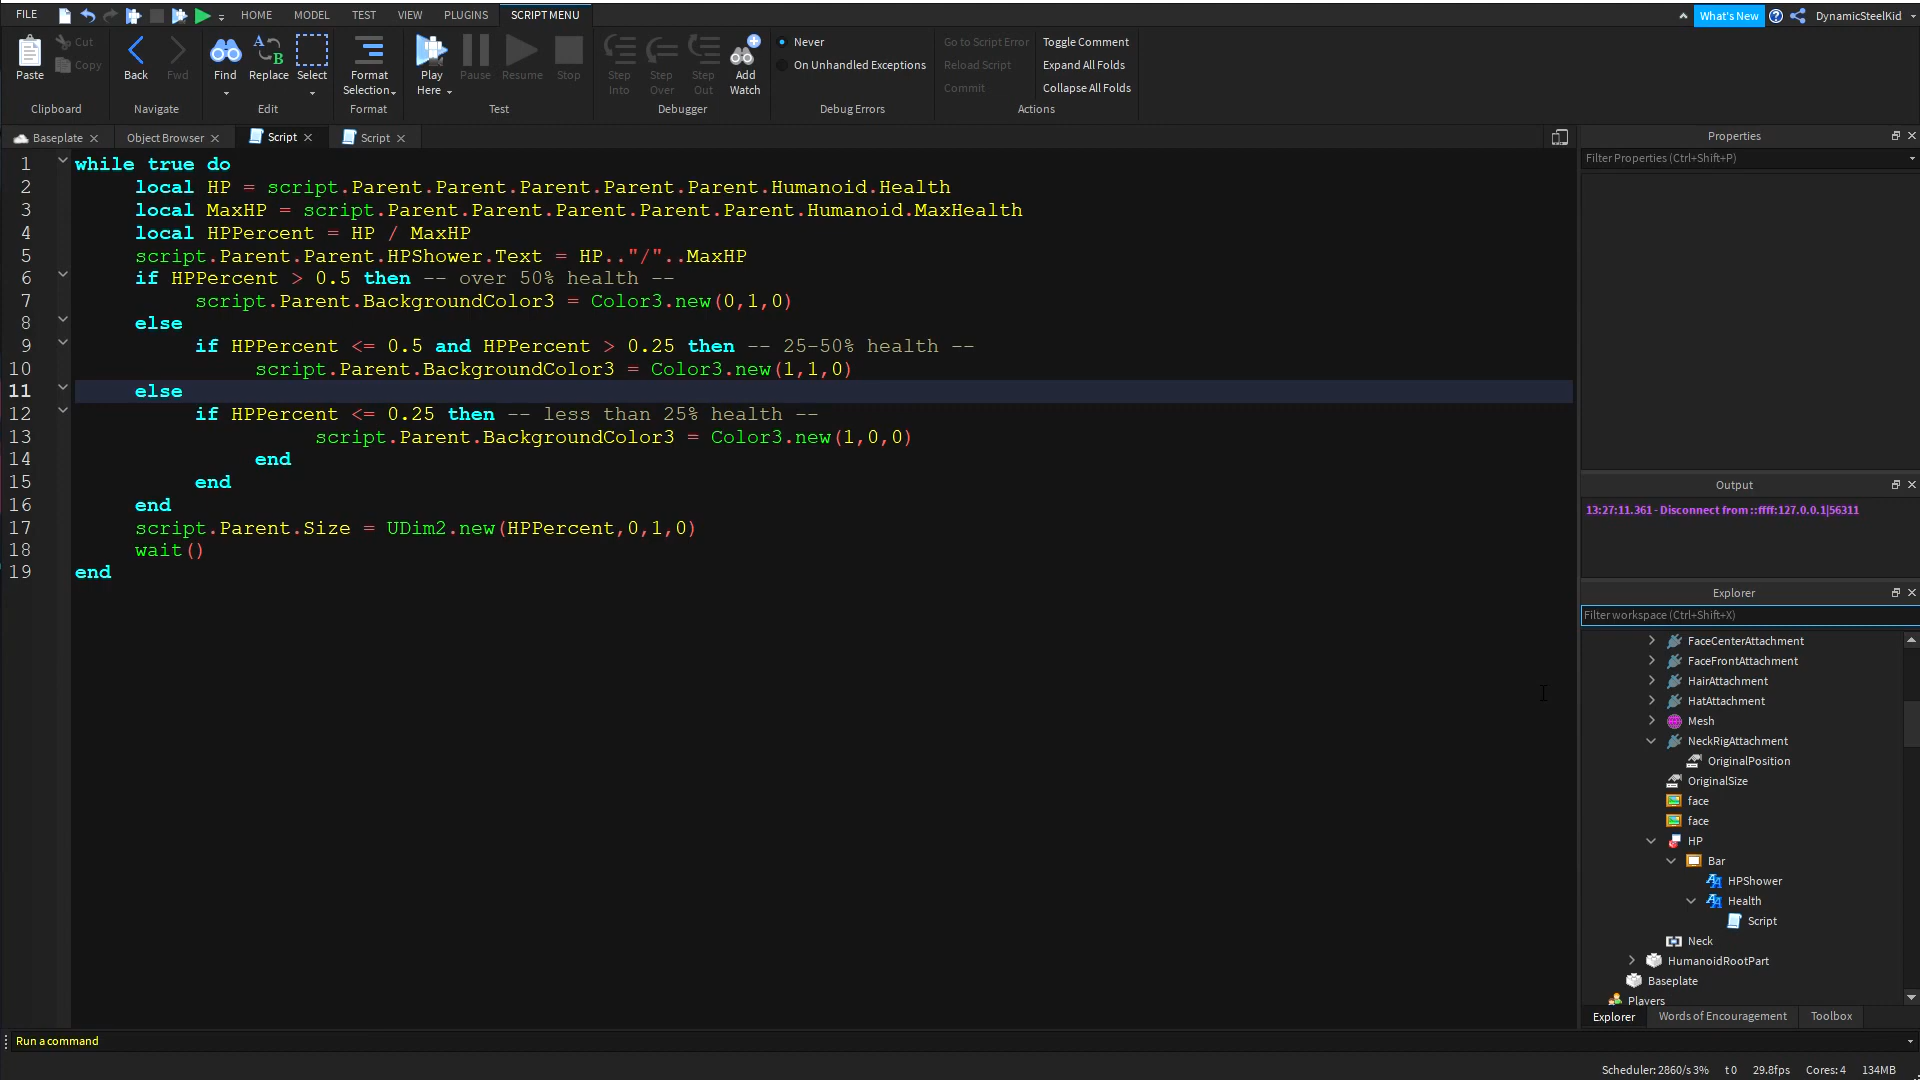 FILE HOME MODEL TEST VIEW PLUGINS SCRIPT MENU What's New DynamicSteelKid
Paste Cut Copy Back Fwd Find Replace Select Format Selection Play Here Pause Resume Stop Step Into Step Over Step Out Add Watch Never On Unhandled Exceptions Go to Script Error Reload Script Commit Toggle Comment Expand All Folds Collapse All Folds
Clipboard Navigate Edit Format Test Debugger Debug Errors Actions
Baseplate Object Browser Script Script
1 while true do
2 local HP = script.Parent.Parent.Parent.Parent.Parent.Humanoid.Health
3 local MaxHP = script.Parent.Parent.Parent.Parent.Parent.Humanoid.MaxHealth
4 local HPPercent = HP / MaxHP
5 script.Parent.Parent.HPShower.Text = HP.."/"..MaxHP
6 if HPPercent > 0.5 then -- over 50% health --
7 script.Parent.BackgroundColor3 = Color3.new(0,1,0)
8 else
9 if HPPercent <= 0.5 and HPPercent > 0.25 then -- 25-50% health --
10 script.Parent.BackgroundColor3 = Color3.new(1,1,0)
11 else
12 if HPPercent <= 0.25 then -- less than 25% health --
13 script.Parent.BackgroundColor3 = Color3.new(1,0,0)
14 end
15 end
16 end
17 script.Parent.Size = UDim2.new(HPPercent,0,1,0)
18 wait()
19 end
Properties
Filter Properties (Ctrl+Shift+P)
Output
13:27:11.361 - Disconnect from ::ffff:127.0.0.1|56311
Explorer
Filter workspace (Ctrl+Shift+X)
FaceCenterAttachment
FaceFrontAttachment
HairAttachment
HatAttachment
Mesh
NeckRigAttachment
OriginalPosition
OriginalSize
face
face
HP
Bar
HPShower
Health
Script
Neck
HumanoidRootPart
Baseplate
Players
Explorer Words of Encouragement Toolbox
Run a command
Scheduler: 2860/s 3% t 0 29.8fps Cores: 4 134MB